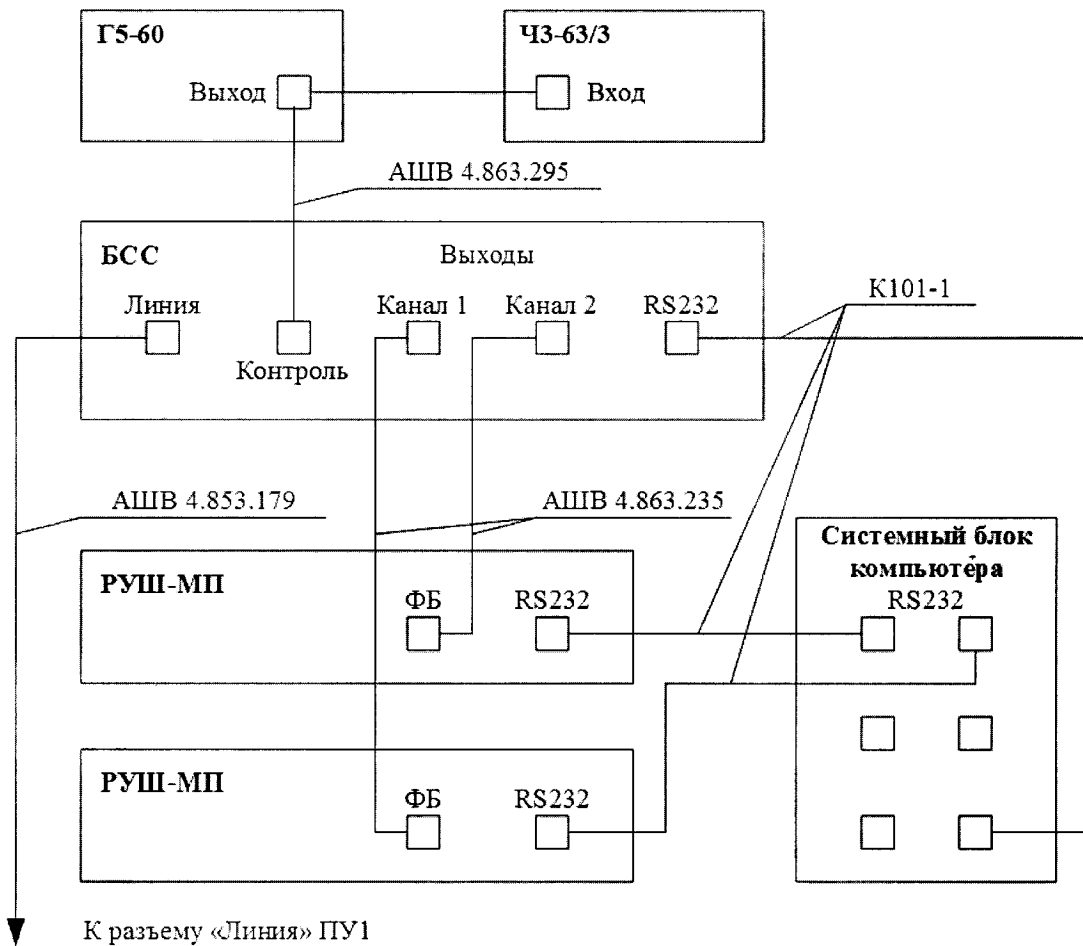 Г5-60
Ч3-63/3
Выход
Вход
АШВ 4.863.295
БСС
Выходы
Линия
Канал 1
Канал 2
RS232
К101-1
Контроль
АШВ 4.853.179
АШВ 4.863.235
Системный блок
компьютера
RS232
РУШ-МП
ФБ
RS232
РУШ-МП
ФБ
RS232
К разъему «Линия» ПУ1